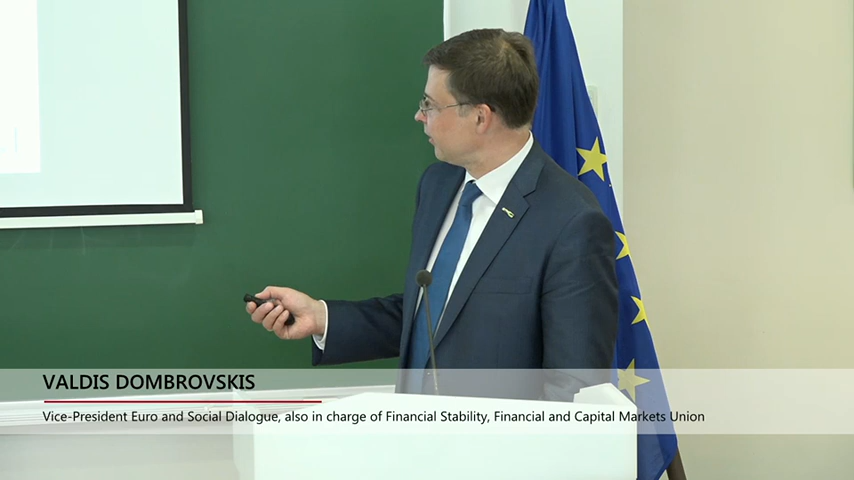 VALDIS DOMBROVSKIS
Vice-President Euro and Social Dialogue, also in charge of Financial Stability, Financial and Capital Markets Union